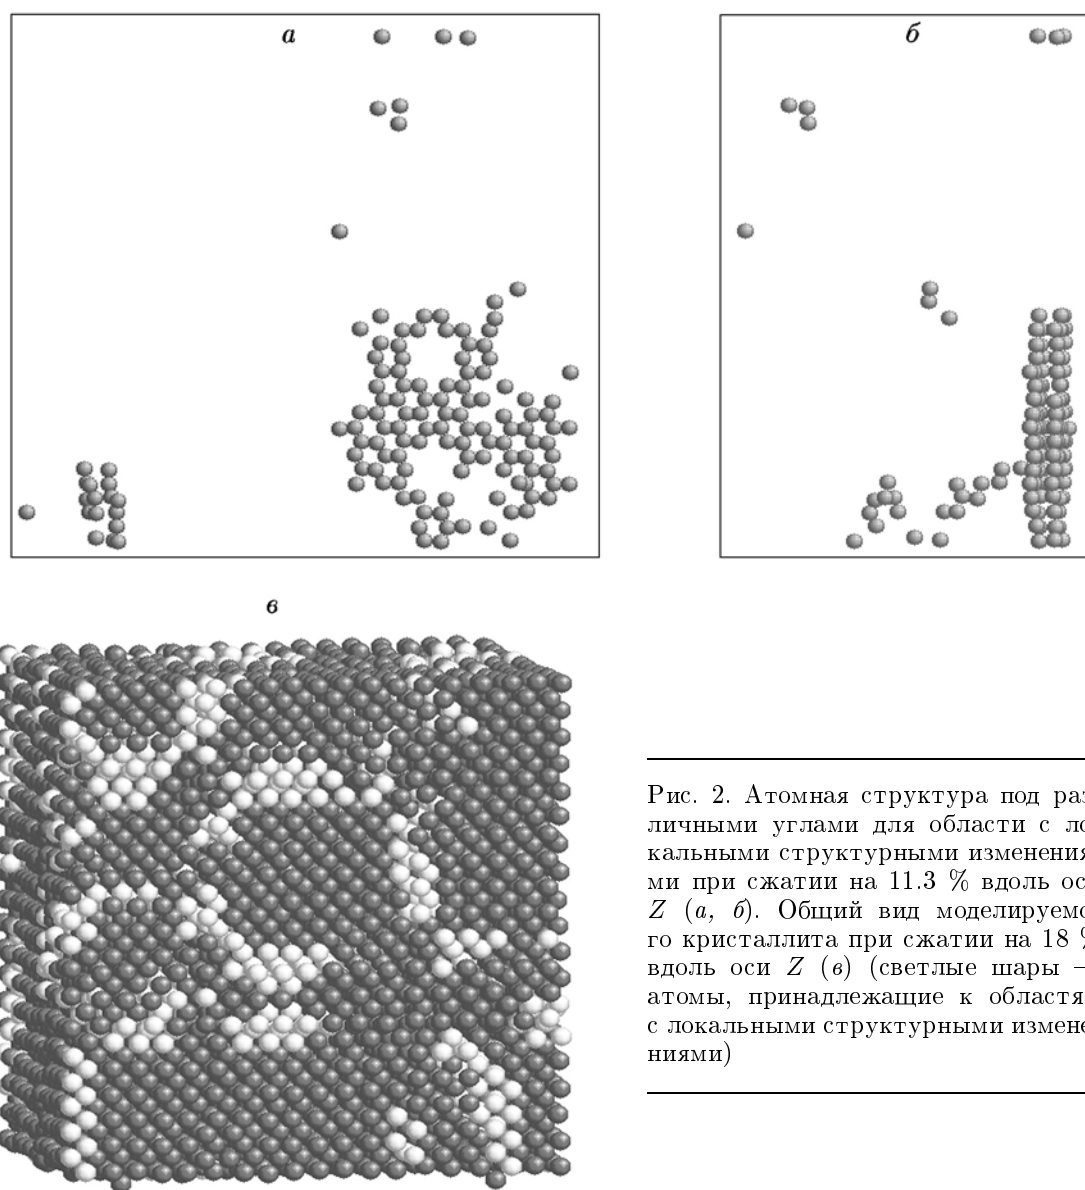 а
б
в
Рис. 2. Атомная структура под раз
личными углами для области с ло
кальными структурными изменения
ми при сжатии на 11.3 % вдоль ос
Z (а, б). Общий вид моделируемо
го кристаллита при сжатии на 18 %
вдоль оси Z (в) (светлые шары –
атомы, принадлежащие к областя
с локальными структурными измене
ниями)